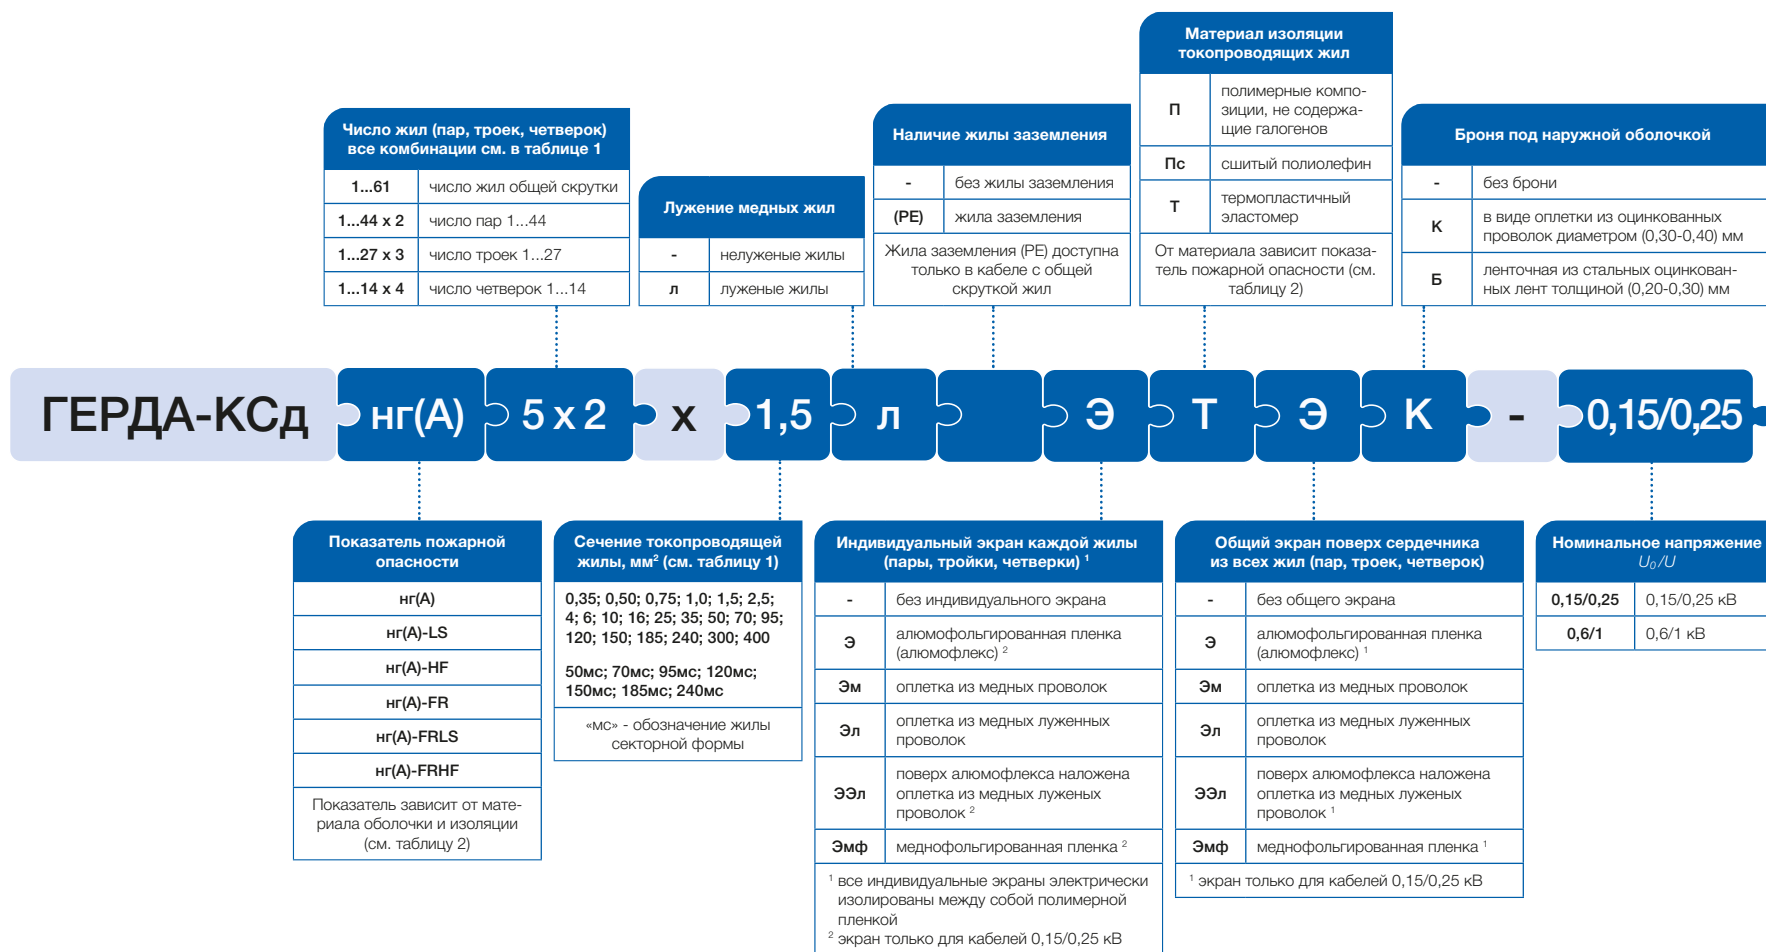 Материал изоляции
токопроводящих жил
П
полимерные компо-
зиции, не содержа-
щие галогенов
Пс
сшитый полиолефин
Т
термопластичный
эластомер
От материала зависит показа-
тель пожарной опасности (см.
таблицу 2)
Число жил (пар, троек, четверок)
все комбинации см. в таблице 1
1...61
число жил общей скрутки
1...44 х 2
число пар 1...44
1...27 х 3
число троек 1...27
1...14 х 4
число четверок 1...14
Лужение медных жил
-
нелуженые жилы
л
луженые жилы
Наличие жилы заземления
-
без жилы заземления
(PE)
жила заземления
Жила заземления (PE) доступна
только в кабеле с общей
скруткой жил
Броня под наружной оболочкой
-
без брони
К
в виде оплетки из оцинкованных
проволок диаметром (0,30-0,40) мм
Б
ленточная из стальных оцинкован-
ных лент толщиной (0,20-0,30) мм
ГЕРДА-КСд нг(А) 5 х 2 х 1,5 л Э Т Э К - 0,15/0,25
Показатель пожарной
опасности
нг(А)
нг(А)-LS
нг(А)-HF
нг(А)-FR
нг(А)-FRLS
нг(А)-FRHF
Показатель зависит от мате-
риала оболочки и изоляции
(см. таблицу 2)
Сечение токопроводящей
жилы, мм² (см. таблицу 1)
0,35; 0,50; 0,75; 1,0; 1,5; 2,5;
4; 6; 10; 16; 25; 35; 50; 70; 95;
120; 150; 185; 240; 300; 400
50мс; 70мс; 95мс; 120мс;
150мс; 185мс; 240мс
«мс» - обозначение жилы
секторной формы
Индивидуальный экран каждой жилы
(пары, тройки, четверки) ¹
-
без индивидуального экрана
Э
алюмофольгированная пленка
(алюмофлекс) ²
Эм
оплетка из медных проволок
Эл
оплетка из медных луженных
проволок
ЭЭл
поверх алюмофлекса наложена
оплетка из медных луженых
проволок ²
Эмф
меднофольгированная пленка ²
¹ все индивидуальные экраны электрически
изолированы между собой полимерной
пленкой
² экран только для кабелей 0,15/0,25 кВ
Общий экран поверх сердечника
из всех жил (пар, троек, четверок)
-
без общего экрана
Э
алюмофольгированная пленка
(алюмофлекс) ¹
Эм
оплетка из медных проволок
Эл
оплетка из медных луженных
проволок
ЭЭл
поверх алюмофлекса наложена
оплетка из медных луженых
проволок ¹
Эмф
меднофольгированная пленка ¹
¹ экран только для кабелей 0,15/0,25 кВ
Номинальное напряжение
U₀/U
0,15/0,25
0,15/0,25 кВ
0,6/1
0,6/1 кВ